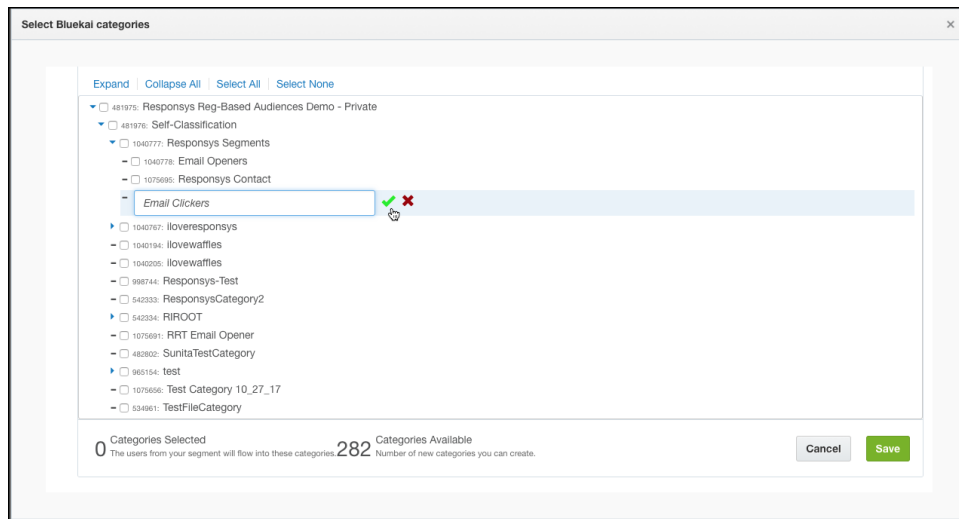 Select Bluekai categories
Expand Collapse All Select All Select None
481975: Responsys Reg-Based Audiences Demo - Private
481976: Self-Classification
1040777: Responsys Segments
1040778: Email Openers
1075695: Responsys Contact
Email Clickers
1040767: iloveresponsys
1040194: ilovewaffles
1040205: ilovewaffles
998744: Responsys-Test
542333: ResponsysCategory2
542334: RIROOT
1075691: RRT Email Opener
482802: SunitaTestCategory
965154: test
1075656: Test Category 10_27_17
534961: TestFileCategory
0 Categories Selected
The users from your segment will flow into these categories.
282 Categories Available
Number of new categories you can create.
Cancel Save